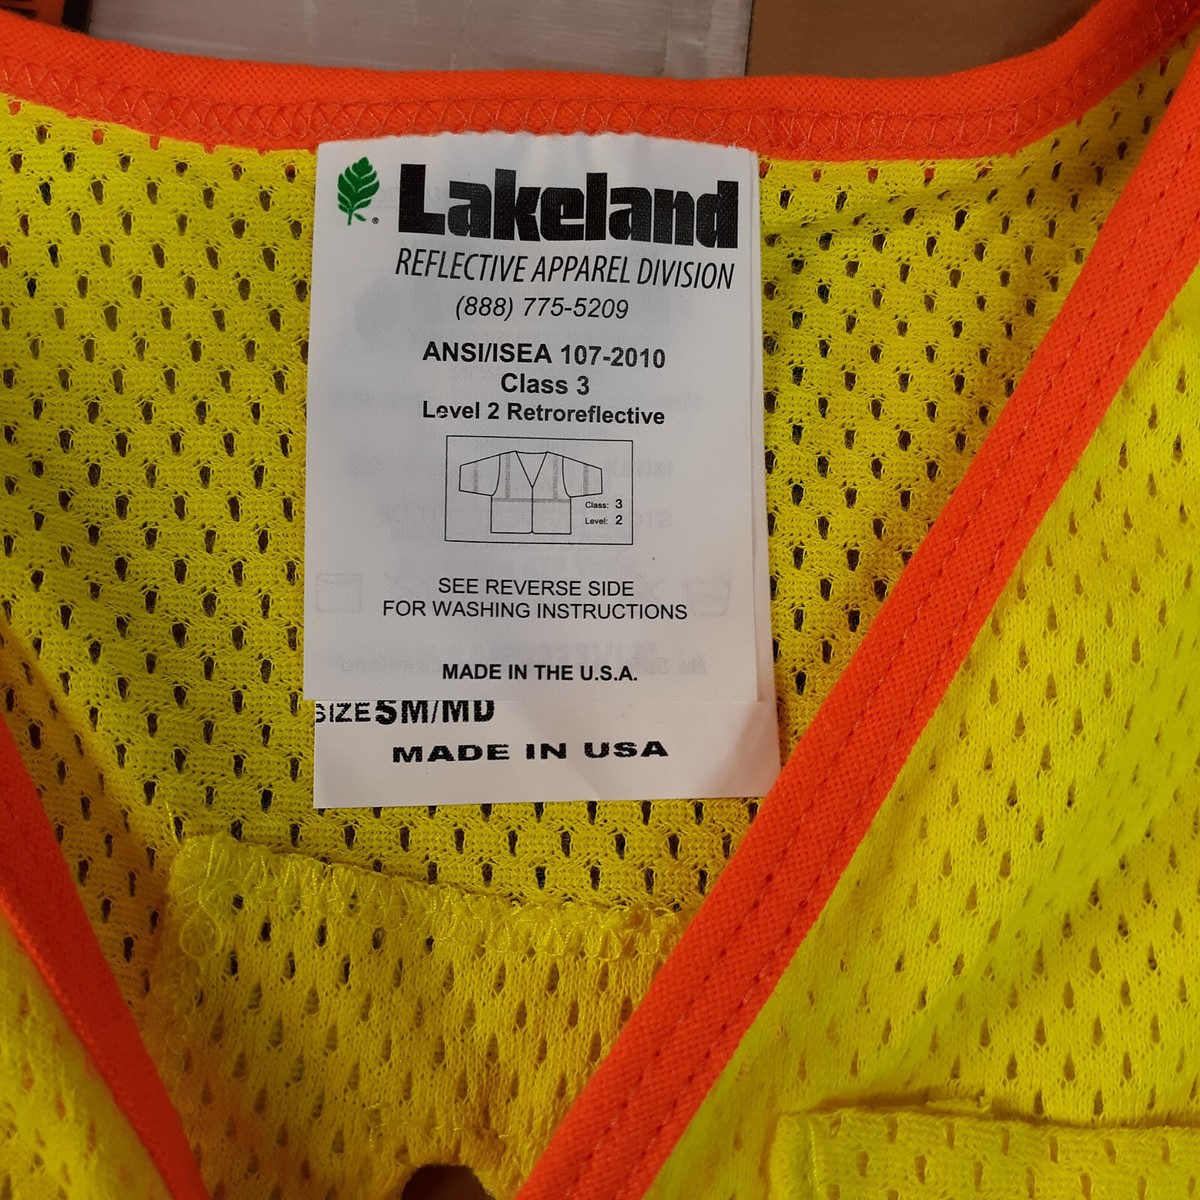 Lakeland
REFLECTIVE APPAREL DIVISION
(888) 775-5209
ANSI/ISEA 107-2010
Class 3
Level 2 Retroreflective
Class: 3
Level: 2
SEE REVERSE SIDE
FOR WASHING INSTRUCTIONS
MADE IN THE U.S.A.
SIZE SM/MD
MADE IN USA